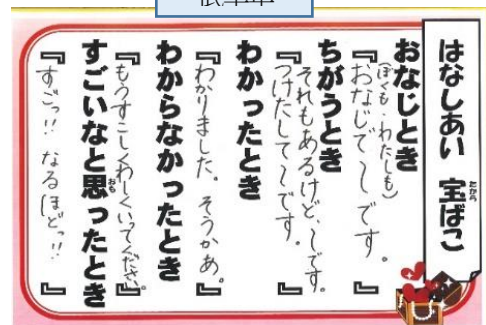 はなしあい 宝ばこ
たから
おなじとき
(ぼくも、わたしも)
『おなじで～です。』
ちがうとき
それもあるけど、～です。
『つけたして～です。』
わかったとき
『わかりました。そうかあ。』
わからなかったとき
『もうすこしくわしくいってください。』
すごいなと思ったとき
おも
『すごっ!! なるほどっ!!』